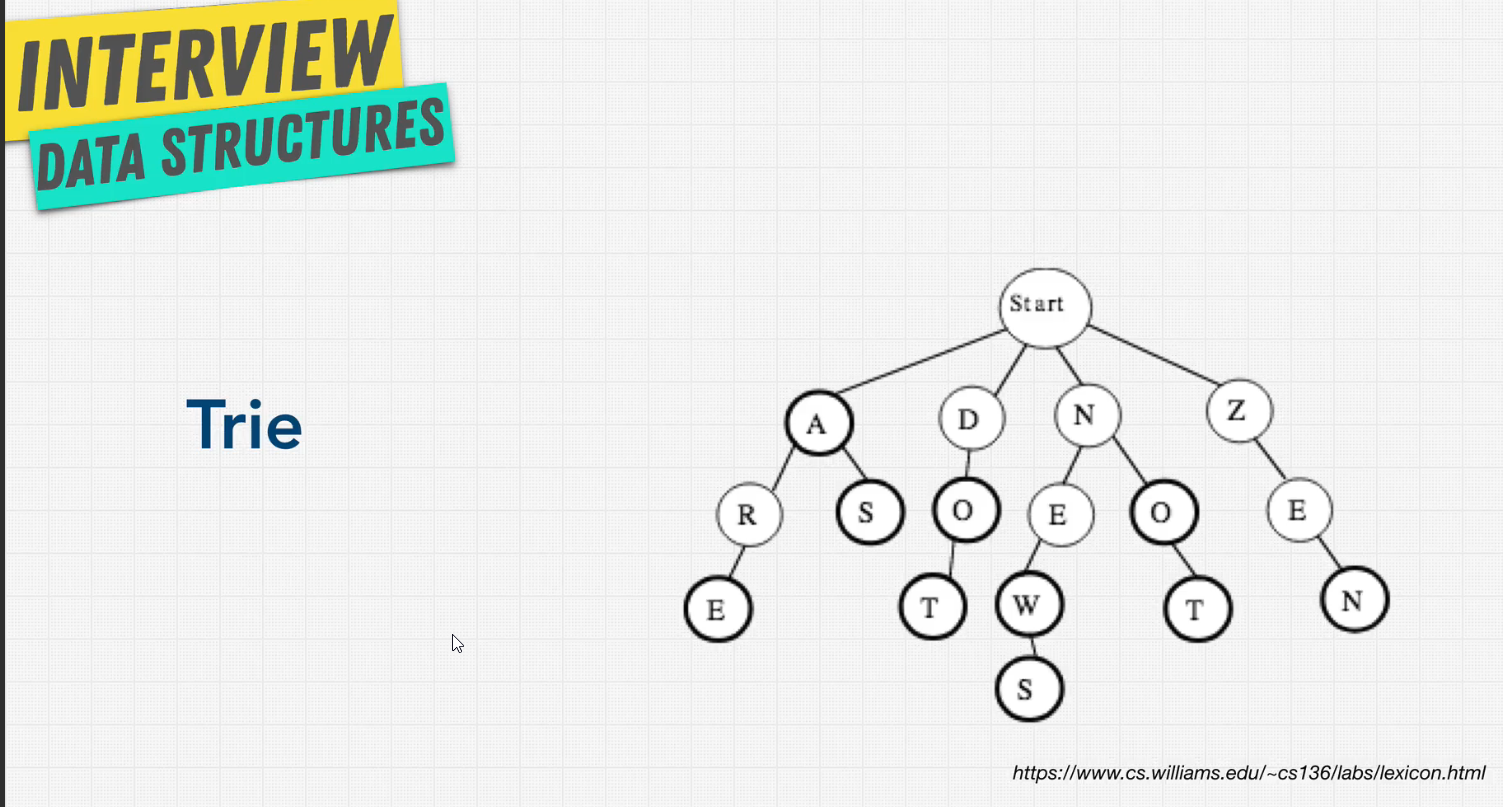 INTERVIEW
DATA STRUCTURES
Start
A
D
N
Z
R
S
O
E
O
E
E
T
W
T
N
S
Trie
https://www.cs.williams.edu/~cs136/labs/lexicon.html